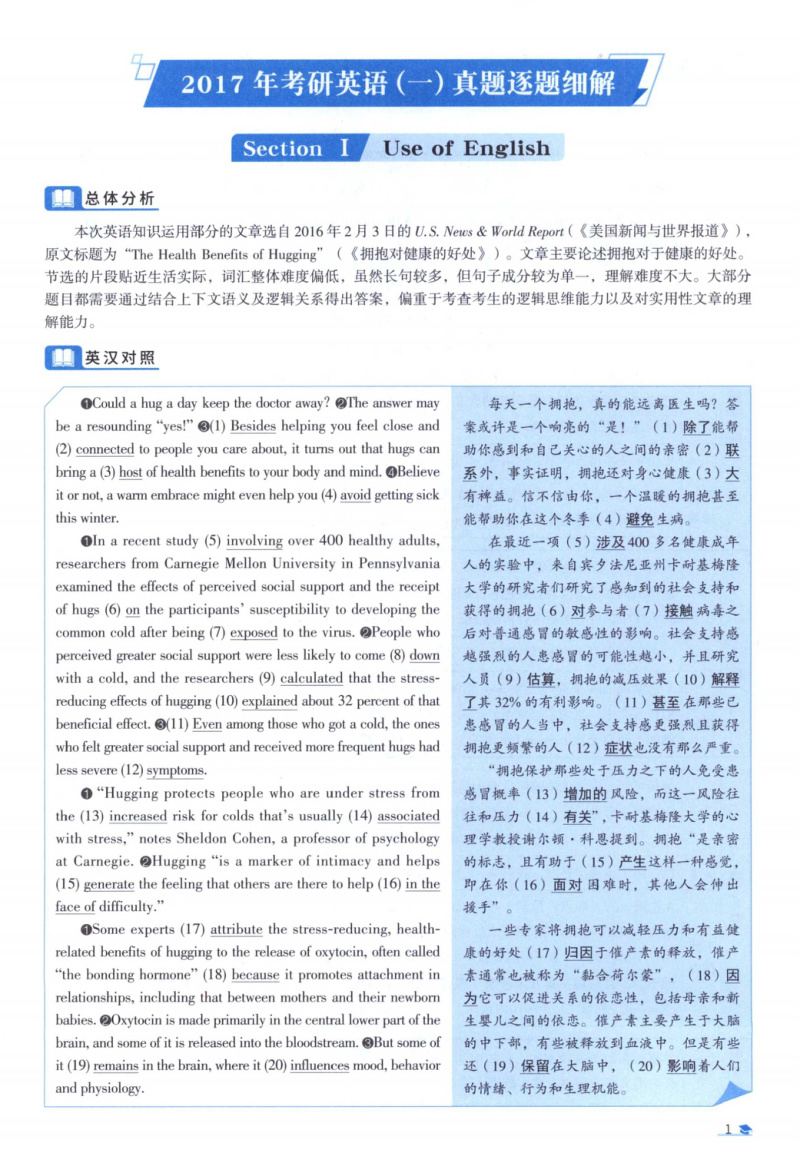 2017 年考研英语(一)真题逐题细解
Section Ⅰ Use of English
总体分析
本次英语知识运用部分的文章选自 2016 年 2 月 3 日的 U. S. News & World Report(《美国新闻与世界报道》),
原文标题为“The Health Benefits of Hugging”(《拥抱对健康的好处》)。文章主要论述拥抱对于健康的好处。
节选的片段贴近生活实际,词汇整体难度偏低,虽然长句较多,但句子成分较为单一,理解难度不大。大部分
题目都需要通过结合上下文语义及逻辑关系得出答案,偏重于考查考生的逻辑思维能力以及对实用性文章的理
解能力。
英汉对照
❶Could a hug a day keep the doctor away? ❷The answer may
be a resounding “yes!” ❸(1) Besides helping you feel close and
(2) connected to people you care about, it turns out that hugs can
bring a (3) host of health benefits to your body and mind. ❹Believe
it or not, a warm embrace might even help you (4) avoid getting sick
this winter.
❶In a recent study (5) involving over 400 healthy adults,
researchers from Carnegie Mellon University in Pennsylvania
examined the effects of perceived social support and the receipt
of hugs (6) on the participants’ susceptibility to developing the
common cold after being (7) exposed to the virus. ❷People who
perceived greater social support were less likely to come (8) down
with a cold, and the researchers (9) calculated that the stress-
reducing effects of hugging (10) explained about 32 percent of that
beneficial effect. ❸(11) Even among those who got a cold, the ones
who felt greater social support and received more frequent hugs had
less severe (12) symptoms.
❶ “Hugging protects people who are under stress from
the (13) increased risk for colds that’s usually (14) associated
with stress,” notes Sheldon Cohen, a professor of psychology
at Carnegie. ❷Hugging “is a marker of intimacy and helps
(15) generate the feeling that others are there to help (16) in the
face of difficulty.”
❶Some experts (17) attribute the stress-reducing, health-
related benefits of hugging to the release of oxytocin, often called
“the bonding hormone” (18) because it promotes attachment in
relationships, including that between mothers and their newborn
babies. ❷Oxytocin is made primarily in the central lower part of the
brain, and some of it is released into the bloodstream. ❸But some of
it (19) remains in the brain, where it (20) influences mood, behavior
and physiology.
每天一个拥抱,真的能远离医生吗?答
案或许是一个响亮的“是!”(1)除了能帮
助你感到和自己关心的人之间的亲密(2)联
系外,事实证明,拥抱还对身心健康(3)大
有裨益。信不信由你,一个温暖的拥抱甚至
能帮助你在这个冬季(4)避免生病。
在最近一项(5)涉及 400 多名健康成年
人的实验中,来自宾夕法尼亚州卡耐基梅隆
大学的研究者们研究了感知到的社会支持和
获得的拥抱(6)对参与者(7)接触病毒之
后对普通感冒的敏感性的影响。社会支持感
越强烈的人患感冒的可能性越小,并且研究
人员(9)估算,拥抱的减压效果(10)解释
了其 32% 的有利影响。(11)甚至在那些已
患感冒的人当中,社会支持感更强烈且获得
拥抱更频繁的人(12)症状也没有那么严重。
“拥抱保护那些处于压力之下的人免受患
感冒概率(13)增加的风险,而这一风险往
往和压力(14)有关”,卡耐基梅隆大学的心
理学教授谢尔顿·科恩提到。拥抱“是亲密
的标志,且有助于(15)产生这样一种感觉,
即在你(16)面对困难时,其他人会伸出
援手”。
一些专家将拥抱可以减轻压力和有益健
康的好处(17)归因于催产素的释放,催产
素通常也被称为“黏合荷尔蒙”,(18)因
为它可以促进关系的依恋性,包括母亲和新
生婴儿之间的依恋。催产素主要产生于大脑
的中下部,有些被释放到血液中。但是有些
还(19)保留在大脑中,(20)影响着人们
的情绪、行为和生理机能。
1